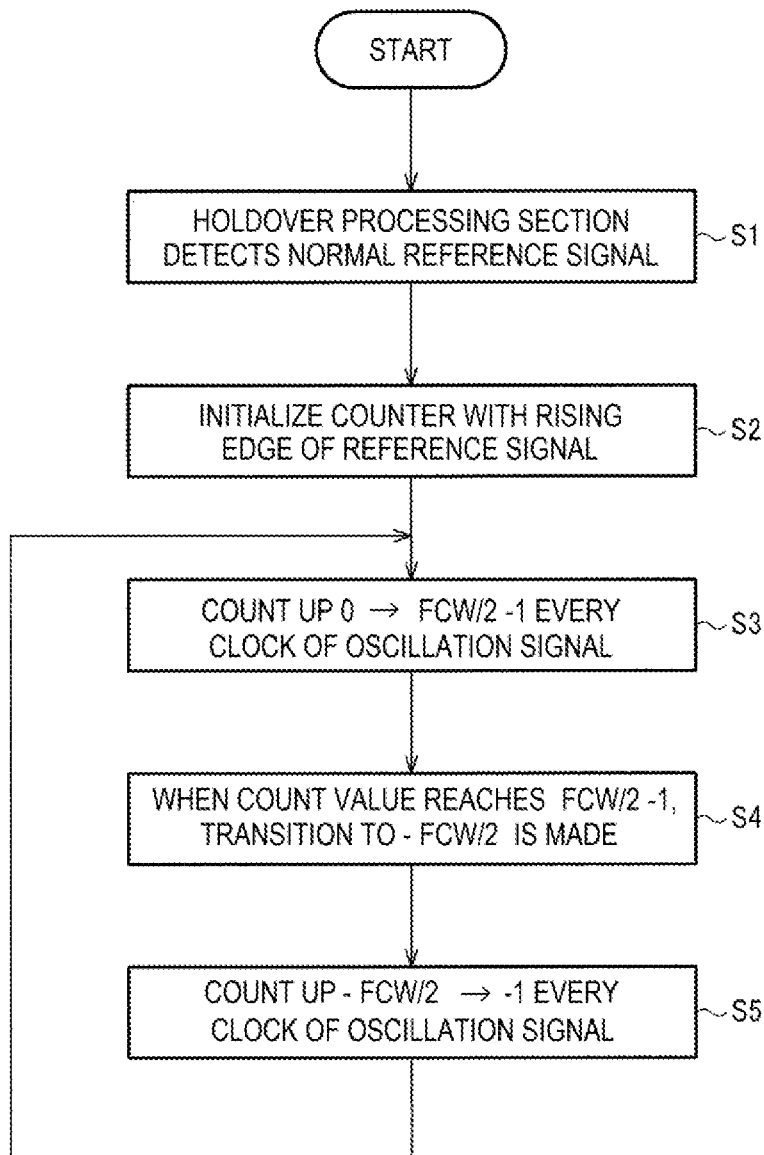 START
HOLDOVER PROCESSING SECTION
DETECTS NORMAL REFERENCE SIGNAL
S1
INITIALIZE COUNTER WITH RISING
EDGE OF REFERENCE SIGNAL
S2
COUNT UP 0 → FCW/2 -1 EVERY
CLOCK OF OSCILLATION SIGNAL
S3
WHEN COUNT VALUE REACHES FCW/2 -1,
TRANSITION TO - FCW/2 IS MADE
S4
COUNT UP - FCW/2 → -1 EVERY
CLOCK OF OSCILLATION SIGNAL
S5